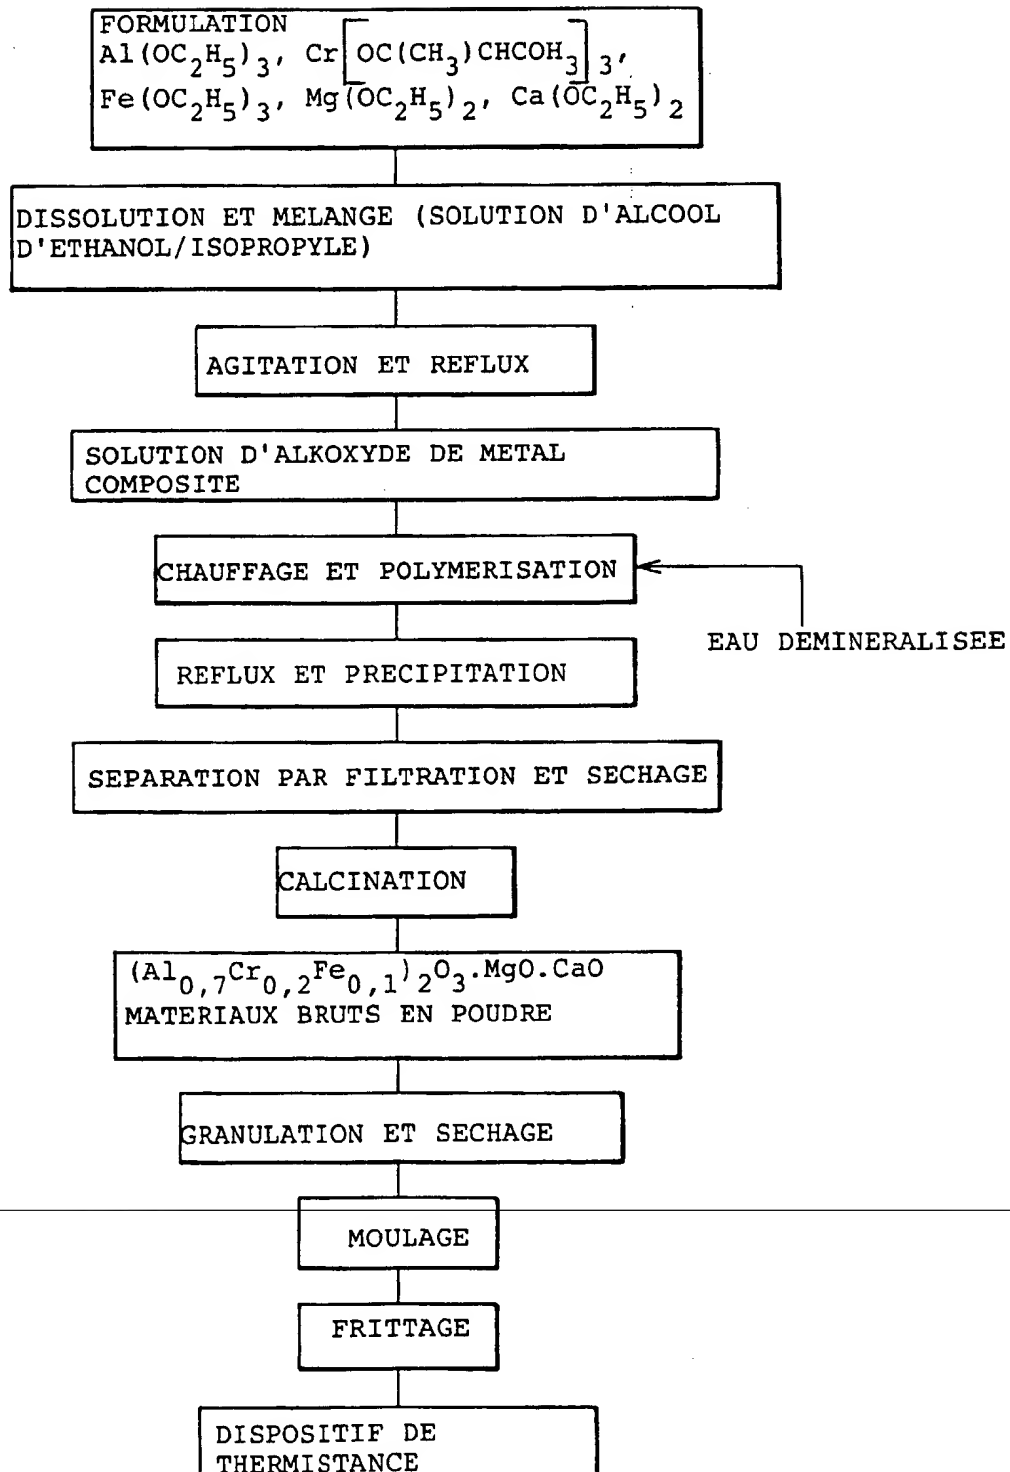 FORMULATION
Al(OC₂H₅)₃, Cr[OC(CH₃)CHCOH₃]₃,
Fe(OC₂H₅)₃, Mg(OC₂H₅)₂, Ca(OC₂H₅)₂
DISSOLUTION ET MELANGE (SOLUTION D'ALCOOL
D'ETHANOL/ISOPROPYLE)
AGITATION ET REFLUX
SOLUTION D'ALKOXYDE DE METAL
COMPOSITE
CHAUFFAGE ET POLYMERISATION
EAU DEMINERALISEE
REFLUX ET PRECIPITATION
SEPARATION PAR FILTRATION ET SECHAGE
CALCINATION
(Al₀,₇Cr₀,₂Fe₀,₁)₂O₃.MgO.CaO
MATERIAUX BRUTS EN POUDRE
GRANULATION ET SECHAGE
MOULAGE
FRITTAGE
DISPOSITIF DE
THERMISTANCE